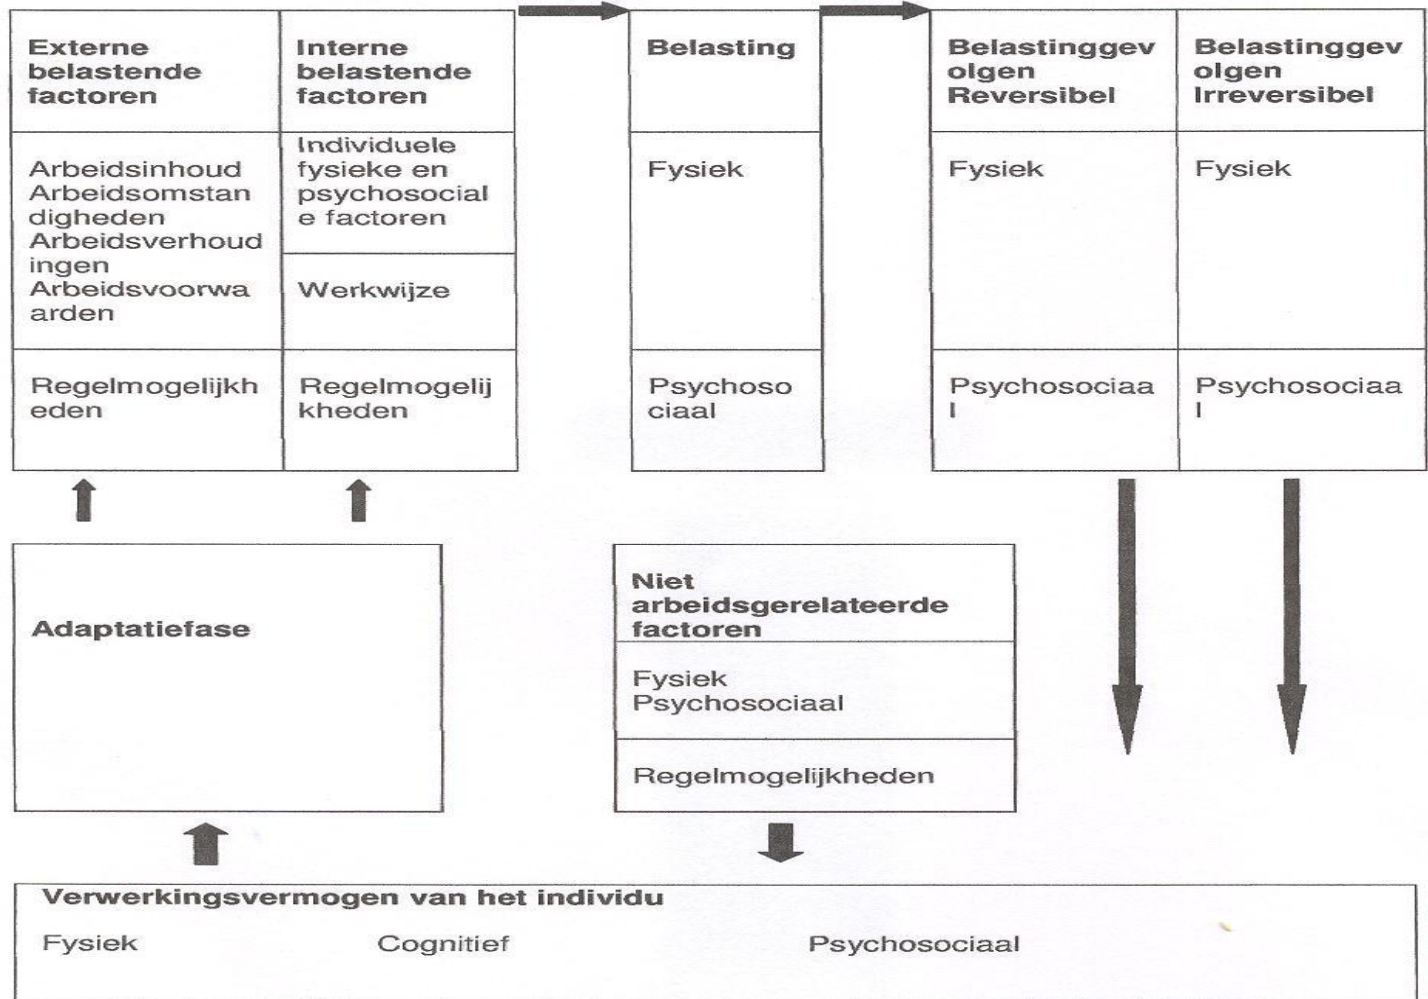 Externe
belastende
factoren
Interne
belastende
factoren
Belasting
Belastinggev
olgen
Reversibel
Belastinggev
olgen
Irreversibel
Arbeidsinhoud
Arbeidsomstan
digheden
Arbeidsverhoud
ingen
Arbeidsvoorwa
arden
Individuele
fysieke en
psychosocial
e factoren
Werkwijze
Fysiek
Fysiek
Fysiek
Regelmogelijkh
eden
Regelmogelij
kheden
Psychoso
ciaal
Psychosociaa
l
Psychosociaa
l
Adaptatiefase
Niet
arbeidsgerelateerde
factoren
Fysiek
Psychosociaal
Regelmogelijkheden
Verwerkingsvermogen van het individu
Fysiek Cognitief Psychosociaal